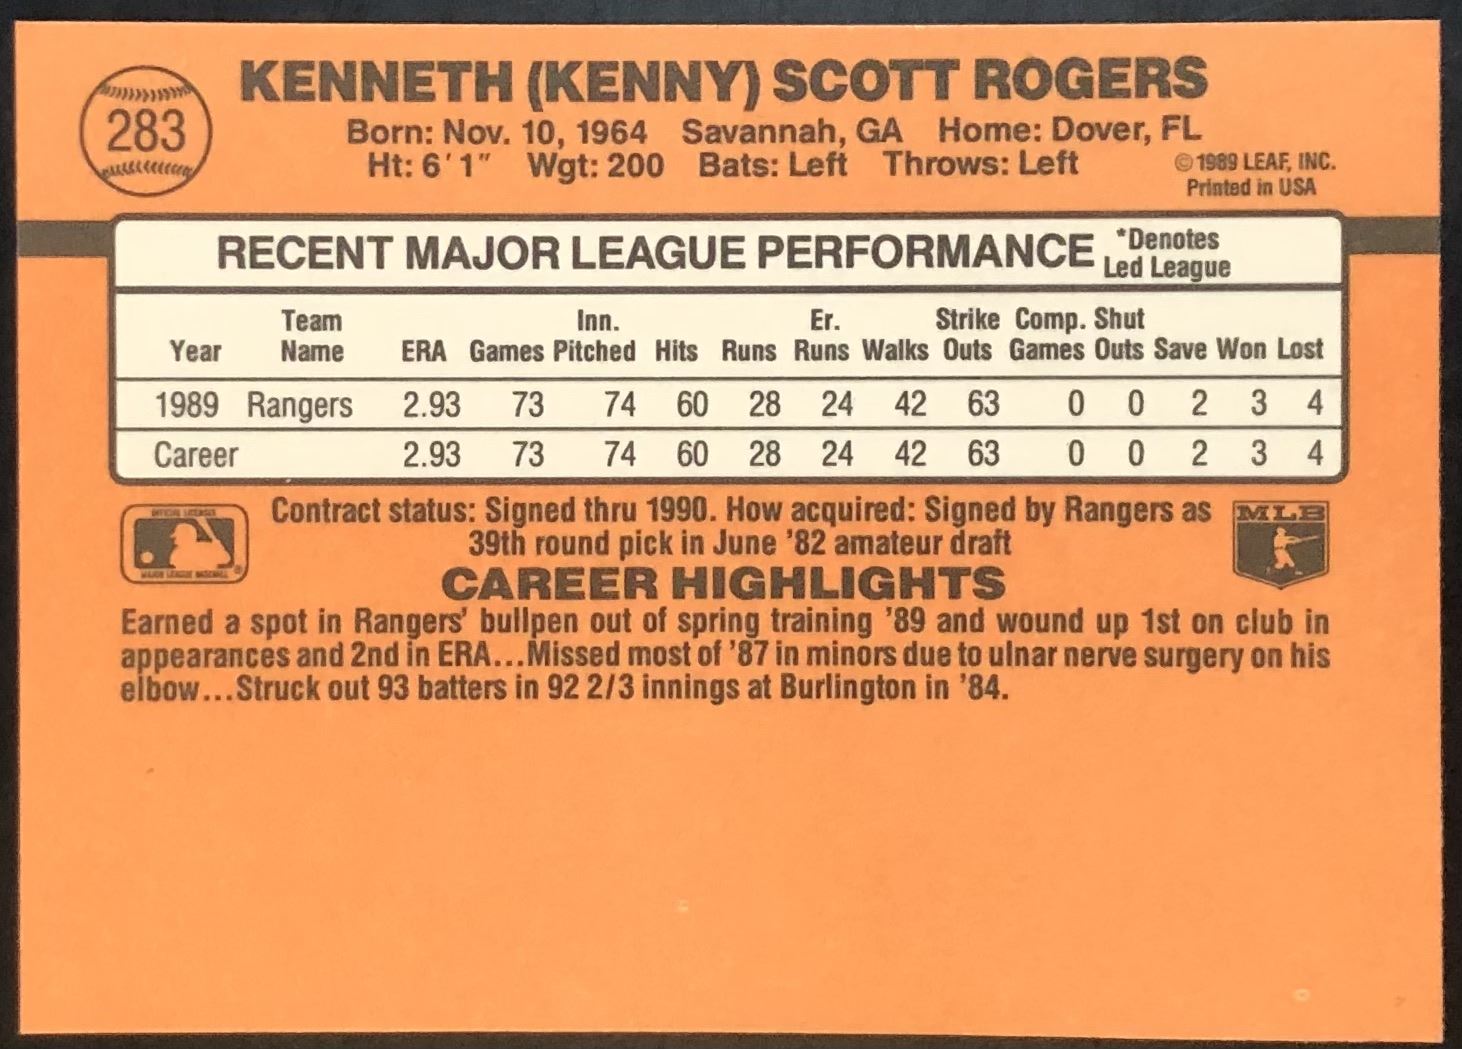 283
KENNETH (KENNY) SCOTT ROGERS
Born: Nov. 10, 1964 Savannah, GA Home: Dover, FL
Ht: 6' 1" Wgt: 200 Bats: Left Throws: Left
© 1989 LEAF, INC.
Printed in USA
RECENT MAJOR LEAGUE PERFORMANCE *Denotes Led League
Year Team Name ERA Games Inn. Pitched Hits Runs Er. Runs Walks Strike Outs Comp. Games Shut Outs Save Won Lost
1989 Rangers 2.93 73 74 60 28 24 42 63 0 0 2 3 4
Career 2.93 73 74 60 28 24 42 63 0 0 2 3 4
Contract status: Signed thru 1990. How acquired: Signed by Rangers as
39th round pick in June '82 amateur draft
OFFICIAL LICENSEE
MAJOR LEAGUE BASEBALL
®
MLB
CAREER HIGHLIGHTS
Earned a spot in Rangers' bullpen out of spring training '89 and wound up 1st on club in
appearances and 2nd in ERA...Missed most of '87 in minors due to ulnar nerve surgery on his
elbow...Struck out 93 batters in 92 2/3 innings at Burlington in '84.